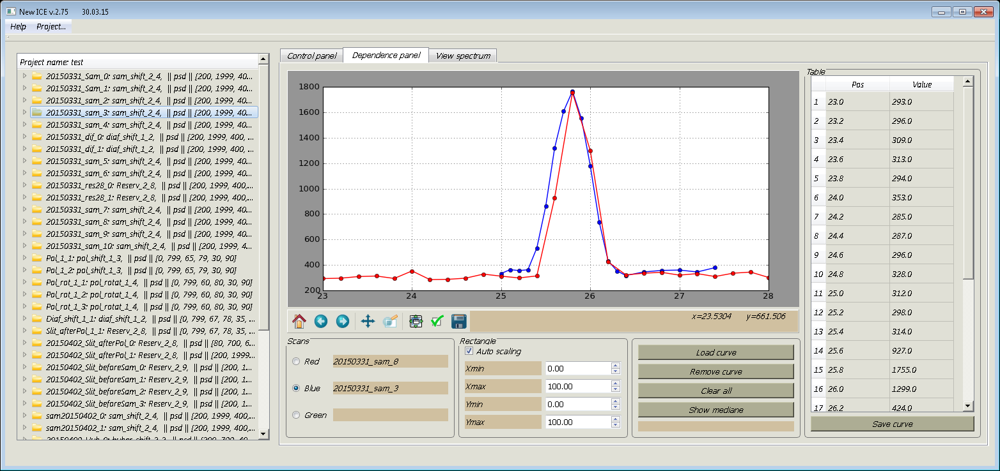 New ICE v.2.75 30.03.15
Help Project...
Project name: test
20150331_Sam_0: sam_shift_2_4, || psd || [200, 1999, 40...
20150331_Sam_1: sam_shift_2_4, || psd || [200, 1999, 40...
20150331_sam_2: sam_shift_2_4, || psd || [200, 1999, 40...
20150331_sam_3: sam_shift_2_4, || psd || [200, 1999, 40...
20150331_sam_4: sam_shift_2_4, || psd || [200, 1999, 40...
20150331_dif_0: diaf_shift_1_2, || psd || [200, 1999, 400, ...
20150331_dif_1: diaf_shift_1_2, || psd || [200, 1999, 400, ...
20150331_sam_5: sam_shift_2_4, || psd || [200, 1999, 40...
20150331_sam_6: sam_shift_2_4, || psd || [200, 1999, 40...
20150331_res28_0: Reserv_2_8, || psd || [200, 1999, 400,...
20150331_res28_1: Reserv_2_8, || psd || [200, 1999, 400,...
20150331_sam_7: sam_shift_2_4, || psd || [200, 1999, 40...
20150331_sam_8: sam_shift_2_4, || psd || [200, 1999, 40...
20150331_sam_9: sam_shift_2_4, || psd || [200, 1999, 40...
20150331_sam_10: sam_shift_2_4, || psd || [200, 1999, 4...
Pol_1_1: pol_shift_1_3, || psd || [0, 799, 65, 79, 30, 90]
Pol_1_2: pol_shift_1_3, || psd || [0, 799, 65, 79, 30, 90]
Pol_rot_1_1: pol_rotat_1_4, || psd || [0, 799, 60, 80, 30, 90]
Pol_rot_1_2: pol_rotat_1_4, || psd || [0, 799, 60, 80, 30, 90]
Pol_rot_1_3: pol_rotat_1_4, || psd || [0, 799, 60, 80, 30, 90]
Diaf_shift_1_1: diaf_shift_1_2, || psd || [0, 799, 67, 78, 35, ...
Slit_afterPol_1_1: Reserv_2_8, || psd || [0, 799, 67, 78, 35, ...
20150402_Slit_afterPol_0: Reserv_2_8, || psd || [80, 700, 6...
20150402_Slit_afterPol_1: Reserv_2_8, || psd || [200, 1999...
20150402_Slit_beforeSam_0: Reserv_2_9, || psd || [200, 1...
20150402_Slit_beforeSam_1: Reserv_2_9, || psd || [200, 1...
20150402_Slit_beforeSam_2: Reserv_2_9, || psd || [200, 1...
20150402_Slit_beforeSam_3: Reserv_2_9, || psd || [200, 1...
sam20150402_0: sam_shift_2_4, || psd || [200, 1999, 400,...
sam20150402_1: sam_shift_2_4, || psd || [200, 1999, 400,...
Control panel Dependence panel View spectrum
1800
1600
1400
1200
1000
800
600
400
200
23 24 25 26 27 28
x=23.5304 y=661.506
Scans
Red 20150331_sam_8
Blue 20150331_sam_3
Green
Rectangle
Auto scaling
Xmin 0.00
Xmax 100.00
Ymin 0.00
Ymax 100.00
Load curve
Remove curve
Clear all
Show mediane
Table
Pos Value
1 23.0 293.0
2 23.2 296.0
3 23.4 309.0
4 23.6 313.0
5 23.8 294.0
6 24.0 353.0
7 24.2 285.0
8 24.4 287.0
9 24.6 296.0
10 24.8 328.0
11 25.0 312.0
12 25.2 298.0
13 25.4 314.0
14 25.6 927.0
15 25.8 1755.0
16 26.0 1299.0
17 26.2 424.0
Save curve